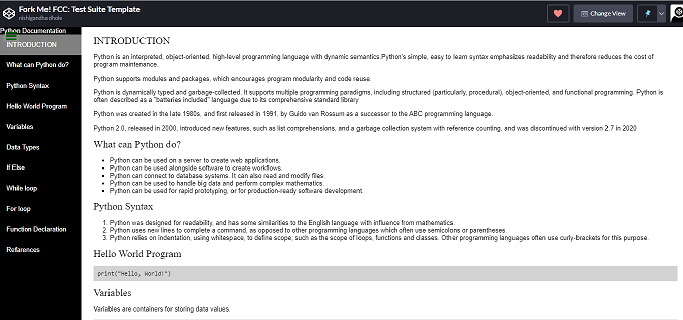 Fork Me! FCC: Test Suite Template
nishigandha dhole
Change View
Python Documentation
INTRODUCTION
What can Python do?
Python Syntax
Hello World Program
Variables
Data Types
If Else
While loop
For loop
Function Declaration
References
INTRODUCTION
Python is an interpreted, object-oriented, high-level programming language with dynamic semantics.Python's simple, easy to learn syntax emphasizes readability and therefore reduces the cost of
program maintenance.
Python supports modules and packages, which encourages program modularity and code reuse.
Python is dynamically typed and garbage-collected. It supports multiple programming paradigms, including structured (particularly, procedural), object-oriented, and functional programming. Python is
often described as a "batteries included" language due to its comprehensive standard library
Python was created in the late 1980s, and first released in 1991, by Guido van Rossum as a successor to the ABC programming language.
Python 2.0, released in 2000, introduced new features, such as list comprehensions, and a garbage collection system with reference counting, and was discontinued with version 2.7 in 2020
What can Python do?
Python can be used on a server to create web applications.
Python can be used alongside software to create workflows.
Python can connect to database systems. It can also read and modify files.
Python can be used to handle big data and perform complex mathematics.
Python can be used for rapid prototyping, or for production-ready software development.
Python Syntax
1. Python was designed for readability, and has some similarities to the English language with influence from mathematics.
2. Python uses new lines to complete a command, as opposed to other programming languages which often use semicolons or parentheses.
3. Python relies on indentation, using whitespace, to define scope; such as the scope of loops, functions and classes. Other programming languages often use curly-brackets for this purpose.
Hello World Program
print("Hello, World!")
Variables
Variables are containers for storing data values.